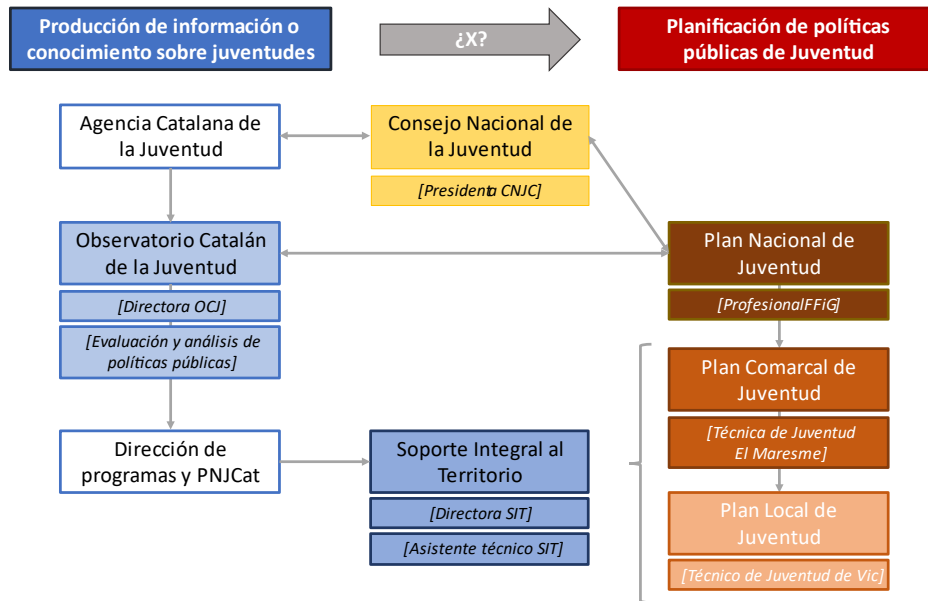 Producción de información o
conocimiento sobre juventudes
¿X?
Planificación de políticas
públicas de Juventud
Agencia Catalana de
la Juventud
Consejo Nacional de
la Juventud
[Presidenta CNJC]
Observatorio Catalán
de la Juventud
[Directora OCJ]
[Evaluación y análisis de
políticas públicas]
Plan Nacional de
Juventud
[ProfesionalFFiG]
Plan Comarcal de
Juventud
[Técnica de Juventud
El Maresme]
Dirección de
programas y PNJCat
Soporte Integral al
Territorio
[Directora SIT]
[Asistente técnico SIT]
Plan Local de
Juventud
[Técnico de Juventud de Vic]